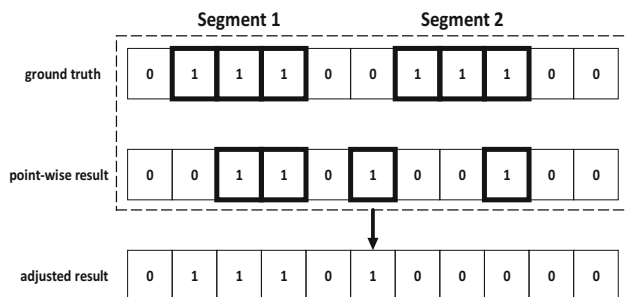 Segment 1 Segment 2
ground truth 0 1 1 1 0 0 1 1 1 0 0
point-wise result 0 0 1 1 0 1 0 0 1 0 0
adjusted result 0 1 1 1 0 1 0 0 0 0 0